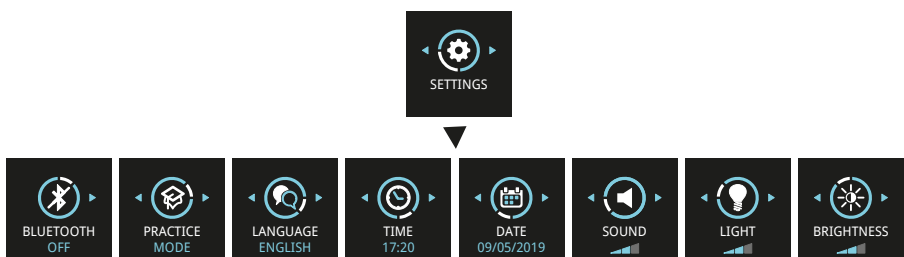 SETTINGS
BLUETOOTH
OFF
PRACTICE
MODE
LANGUAGE
ENGLISH
TIME
17:20
DATE
09/05/2019
SOUND
LIGHT
BRIGHTNESS